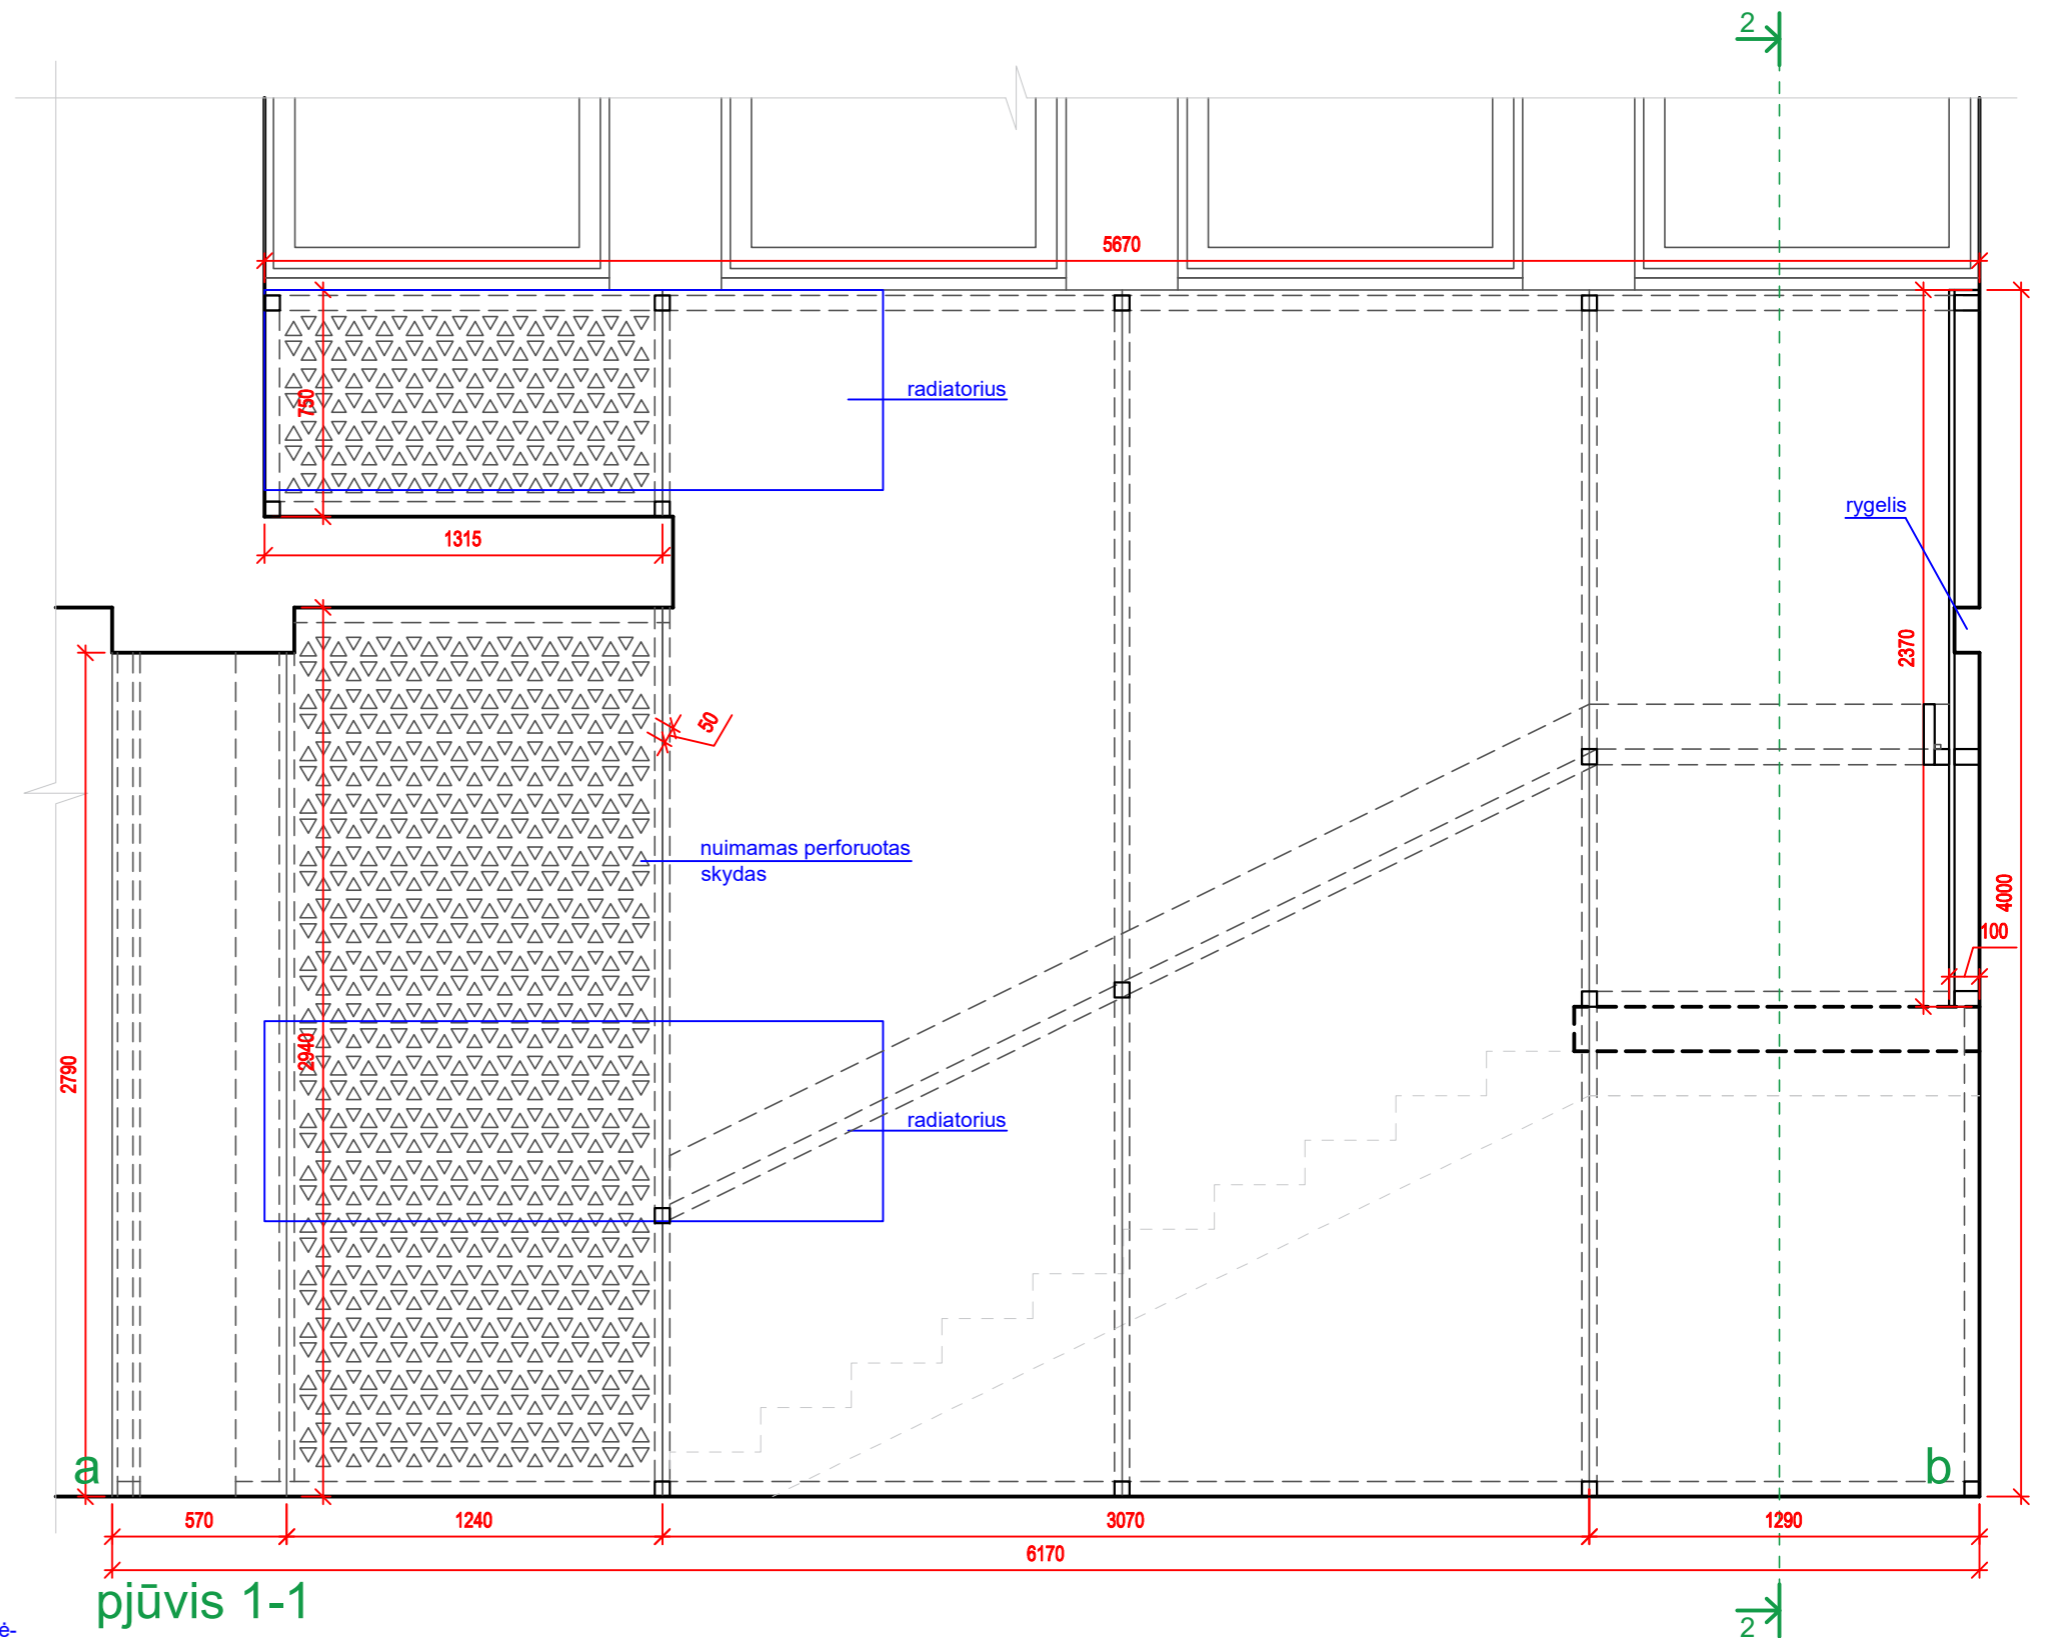 2
5670
radiatorius
750
rygelis
1315
2370
50
nuimamas perforuotas
skydas
4000
100
2940
2790
radiatorius
a
b
570
1240
3070
1290
6170
pjūvis 1-1
2
ė-